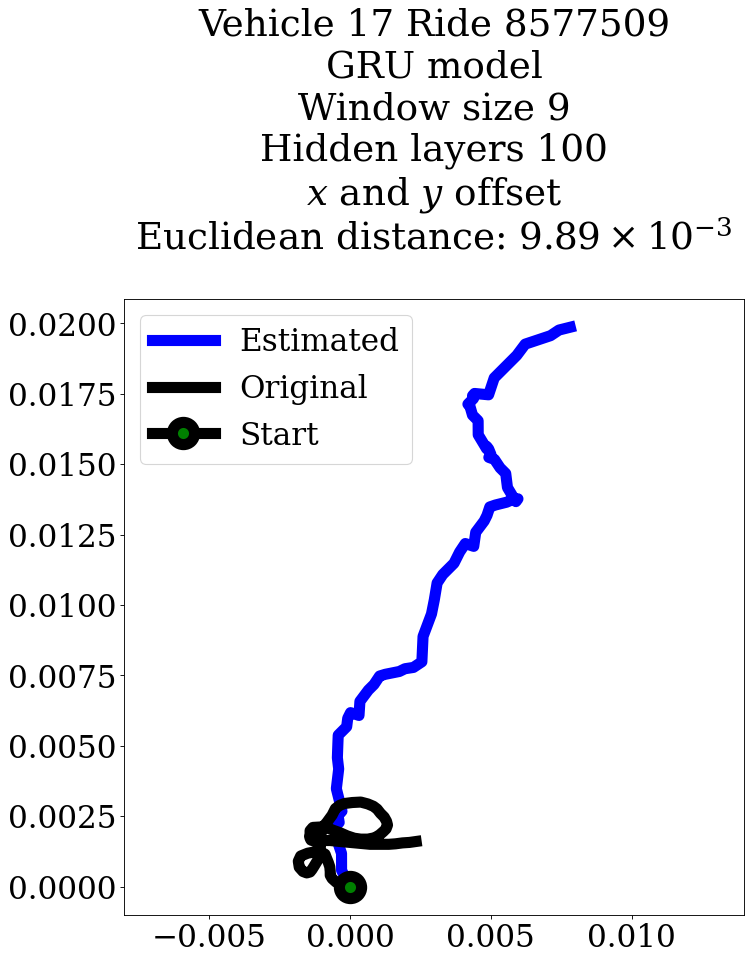 Vehicle 17 Ride 8577509
GRU model
Window size 9
Hidden layers 100
x and y offset
Euclidean distance: 9.89 × 10⁻³
Estimated
Original
Start
0.0200
0.0175
0.0150
0.0125
0.0100
0.0075
0.0050
0.0025
0.0000
−0.005 0.000 0.005 0.010